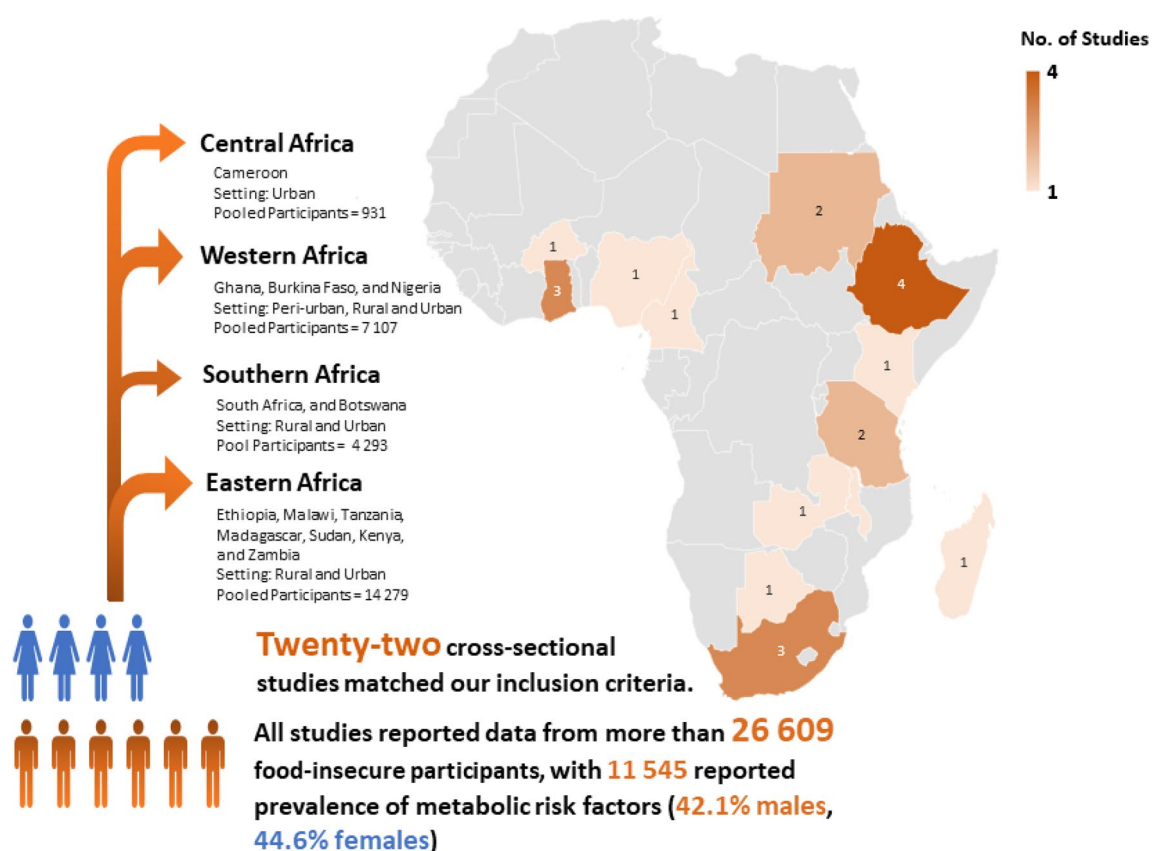 No. of Studies
4
1
Central Africa
Cameroon
Setting: Urban
Pooled Participants = 931
Western Africa
Ghana, Burkina Faso, and Nigeria
Setting: Peri-urban, Rural and Urban
Pooled Participants = 7 107
Southern Africa
South Africa, and Botswana
Setting: Rural and Urban
Pool Participants = 4 293
Eastern Africa
Ethiopia, Malawi, Tanzania,
Madagascar, Sudan, Kenya,
and Zambia
Setting: Rural and Urban
Pooled Participants = 14 279
2
1
1
3
4
1
1
2
1
1
1
3
Twenty-two cross-sectional
studies matched our inclusion criteria.
All studies reported data from more than 26 609
food-insecure participants, with 11 545 reported
prevalence of metabolic risk factors (42.1% males,
44.6% females)